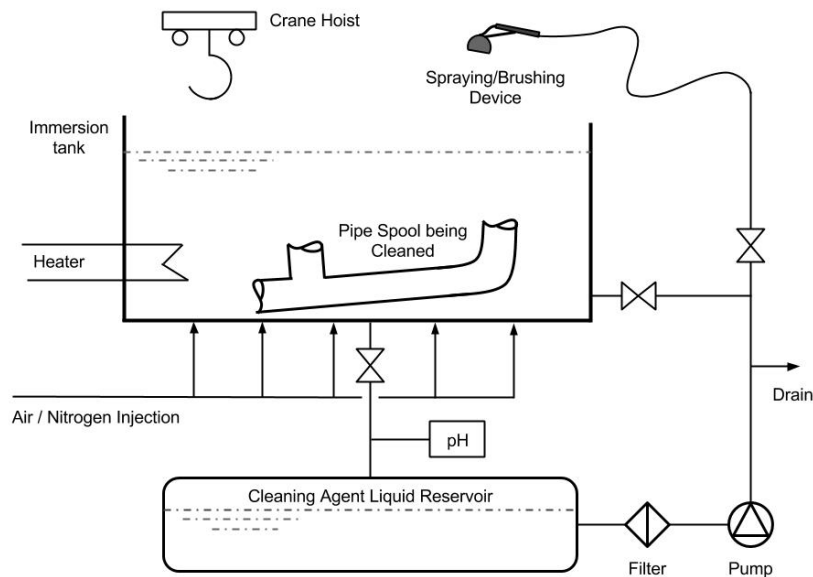 Crane Hoist
Spraying/Brushing
Device
Immersion
tank
Pipe Spool being
Cleaned
Heater
Drain
Air / Nitrogen Injection
pH
Cleaning Agent Liquid Reservoir
Filter
Pump